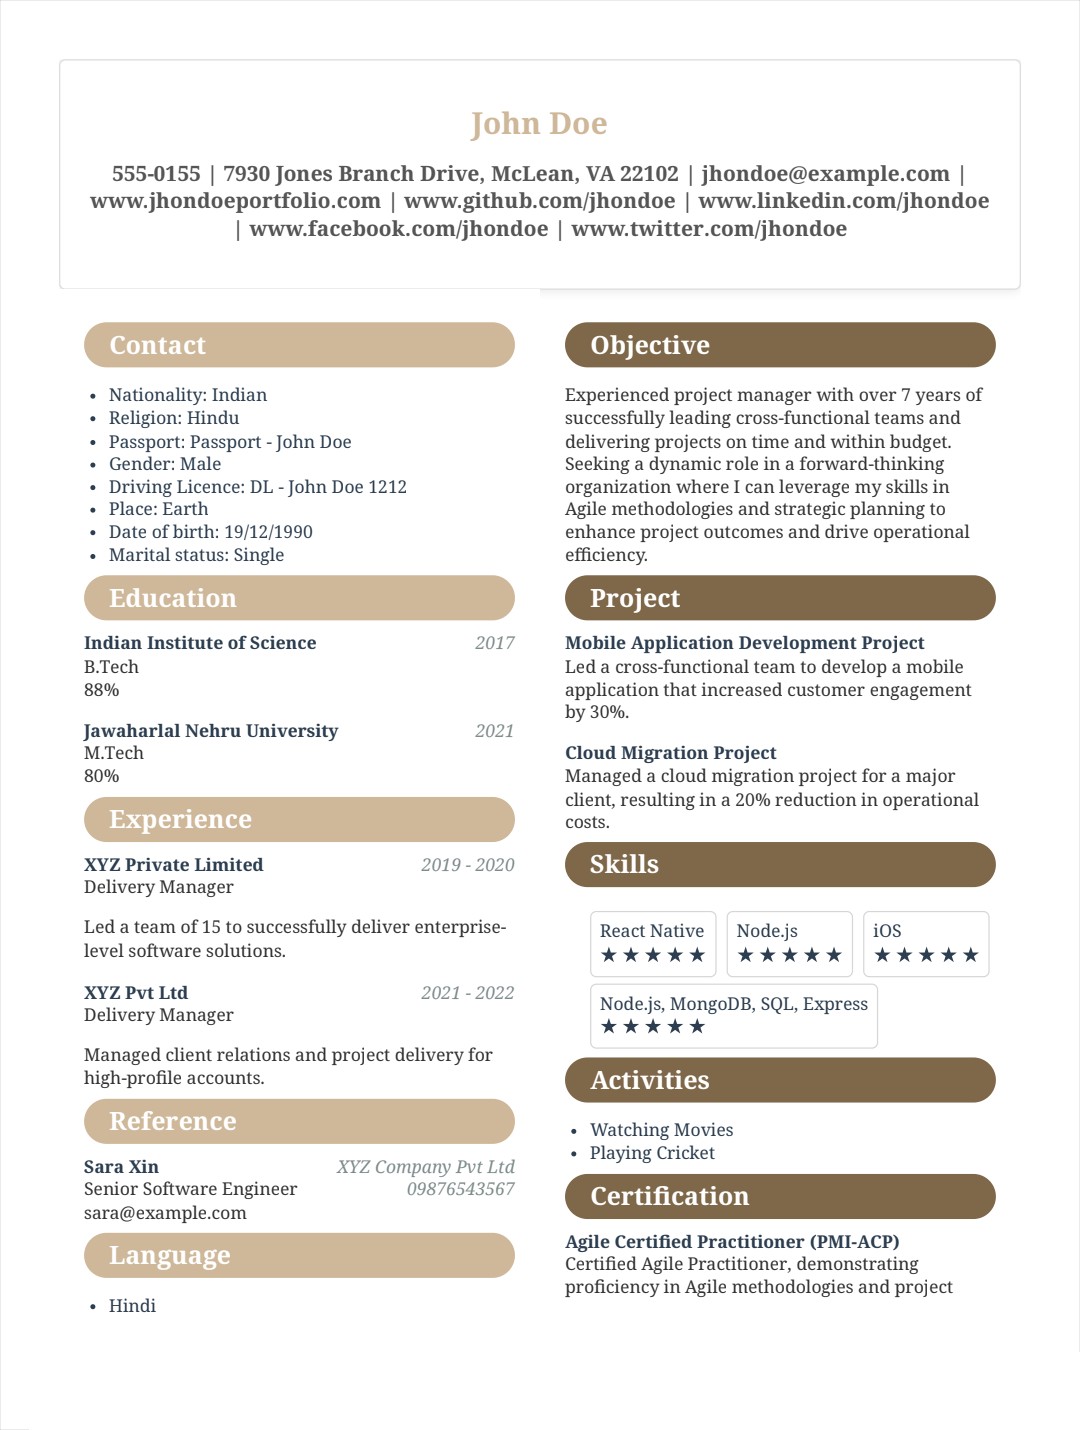 John Doe
555-0155 | 7930 Jones Branch Drive, McLean, VA 22102 | jhondoe@example.com |
www.jhondoeportfolio.com | www.github.com/jhondoe | www.linkedin.com/jhondoe
| www.facebook.com/jhondoe | www.twitter.com/jhondoe
Contact
• Nationality: Indian
• Religion: Hindu
• Passport: Passport - John Doe
• Gender: Male
• Driving Licence: DL - John Doe 1212
• Place: Earth
• Date of birth: 19/12/1990
• Marital status: Single
Education
Indian Institute of Science 2017
B.Tech
88%
Jawaharlal Nehru University 2021
M.Tech
80%
Experience
XYZ Private Limited 2019 - 2020
Delivery Manager
Led a team of 15 to successfully deliver enterprise-
level software solutions.
XYZ Pvt Ltd 2021 - 2022
Delivery Manager
Managed client relations and project delivery for
high-profile accounts.
Reference
Sara Xin XYZ Company Pvt Ltd
Senior Software Engineer 09876543567
sara@example.com
Language
• Hindi
Objective
Experienced project manager with over 7 years of
successfully leading cross-functional teams and
delivering projects on time and within budget.
Seeking a dynamic role in a forward-thinking
organization where I can leverage my skills in
Agile methodologies and strategic planning to
enhance project outcomes and drive operational
efficiency.
Project
Mobile Application Development Project
Led a cross-functional team to develop a mobile
application that increased customer engagement
by 30%.
Cloud Migration Project
Managed a cloud migration project for a major
client, resulting in a 20% reduction in operational
costs.
Skills
React Native Node.js iOS
★★★★★ ★★★★★ ★★★★★
Node.js, MongoDB, SQL, Express
★★★★★
Activities
• Watching Movies
• Playing Cricket
Certification
Agile Certified Practitioner (PMI-ACP)
Certified Agile Practitioner, demonstrating
proficiency in Agile methodologies and project